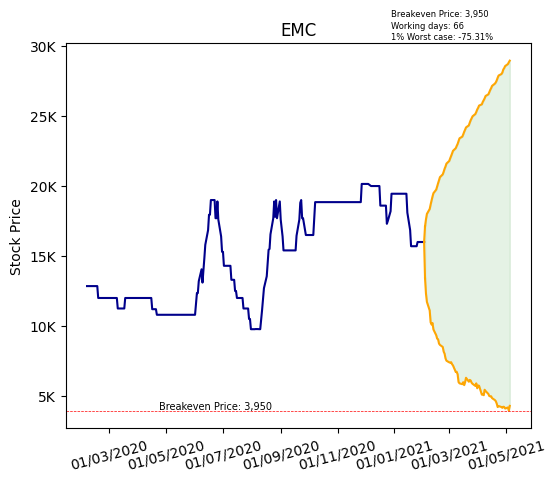 Breakeven Price: 3,950
Working days: 66
1% Worst case: -75.31%
EMC
30K
25K
20K
15K
10K
5K
Stock Price
Breakeven Price: 3,950
01/03/2020
01/05/2020
01/07/2020
01/09/2020
01/11/2020
01/01/2021
01/03/2021
01/05/2021